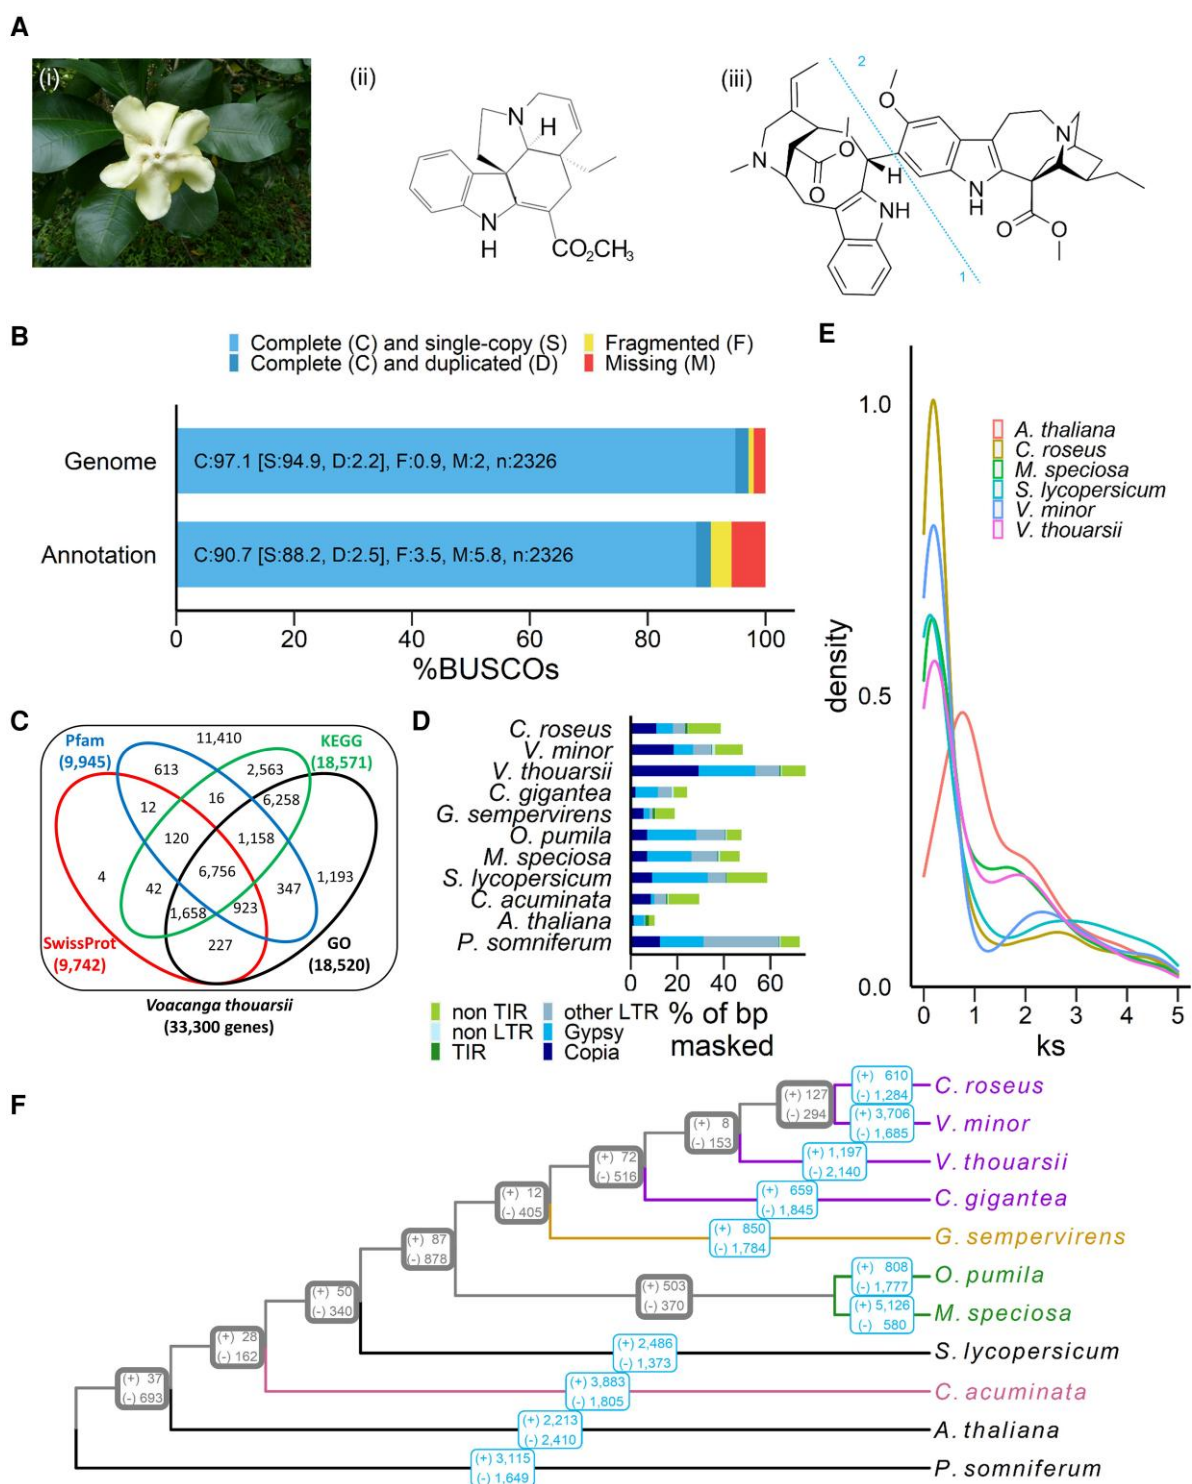 A
(i)
(ii)
N
H
N
H
CO2CH3
(iii)
2
O
N
O
O
H
NH
N
N
H
O
O
1
B
Complete (C) and single-copy (S)
Fragmented (F)
Complete (C) and duplicated (D)
Missing (M)
Genome
C:97.1 [S:94.9, D:2.2], F:0.9, M:2, n:2326
Annotation
C:90.7 [S:88.2, D:2.5], F:3.5, M:5.8, n:2326
0 20 40 60 80 100
%BUSCOs
C
Pfam
(9,945)
11,410
KEGG
(18,571)
613
2,563
12
16
6,258
120
1,158
4
42
6,756
347
1,193
1,658
923
227
SwissProt
(9,742)
GO
(18,520)
Voacanga thouarsii
(33,300 genes)
D
C. roseus
V. minor
V. thouarsii
C. gigantea
G. sempervirens
O. pumila
M. speciosa
S. lycopersicum
C. acuminata
A. thaliana
P. somniferum
0 20 40 60
% of bp
masked
non TIR
other LTR
non LTR
Gypsy
TIR
Copia
E
1.0
0.5
0.0
density
A. thaliana
C. roseus
M. speciosa
S. lycopersicum
V. minor
V. thouarsii
0 1 2 3 4 5
ks
F
(+) 610
(-) 1,284
C. roseus
(+) 127
(-) 294
(+) 3,706
(-) 1,685
V. minor
(+) 8
(-) 153
(+) 1,197
(-) 2,140
V. thouarsii
(+) 72
(-) 516
(+) 659
(-) 1,845
C. gigantea
(+) 12
(-) 405
(+) 850
(-) 1,784
G. sempervirens
(+) 87
(-) 878
(+) 808
(-) 1,777
O. pumila
(+) 503
(-) 370
(+) 5,126
(-) 580
M. speciosa
(+) 50
(-) 340
(+) 2,486
(-) 1,373
S. lycopersicum
(+) 28
(-) 162
(+) 3,883
(-) 1,805
C. acuminata
(+) 37
(-) 693
(+) 2,213
(-) 2,410
A. thaliana
(+) 3,115
(-) 1,649
P. somniferum